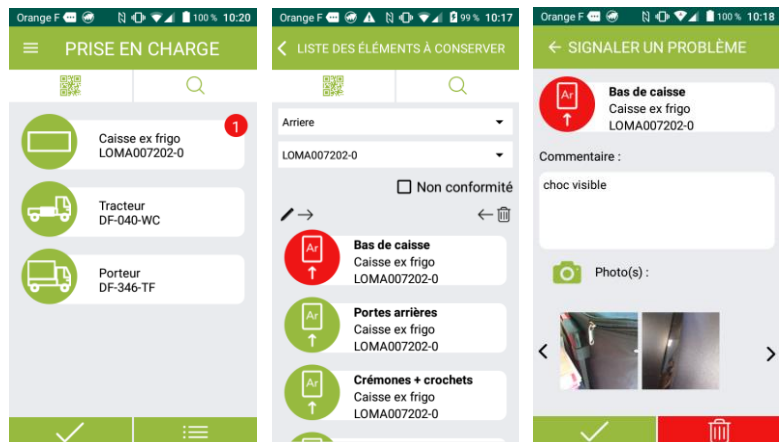 Orange F 100 % 10:20
PRISE EN CHARGE
1
Caisse ex frigo
LOMA007202-0
Tracteur
DF-040-WC
Porteur
DF-346-TF
Orange F 99 % 10:17
LISTE DES ÉLÉMENTS À CONSERVER
Arriere
LOMA007202-0
Non conformité
Ar
Bas de caisse
Caisse ex frigo
LOMA007202-0
Ar
Portes arrières
Caisse ex frigo
LOMA007202-0
Ar
Crémones + crochets
Caisse ex frigo
LOMA007202-0
Orange F 100 % 10:18
SIGNALER UN PROBLÈME
Ar
Bas de caisse
Caisse ex frigo
LOMA007202-0
Commentaire :
choc visible
Photo(s) :